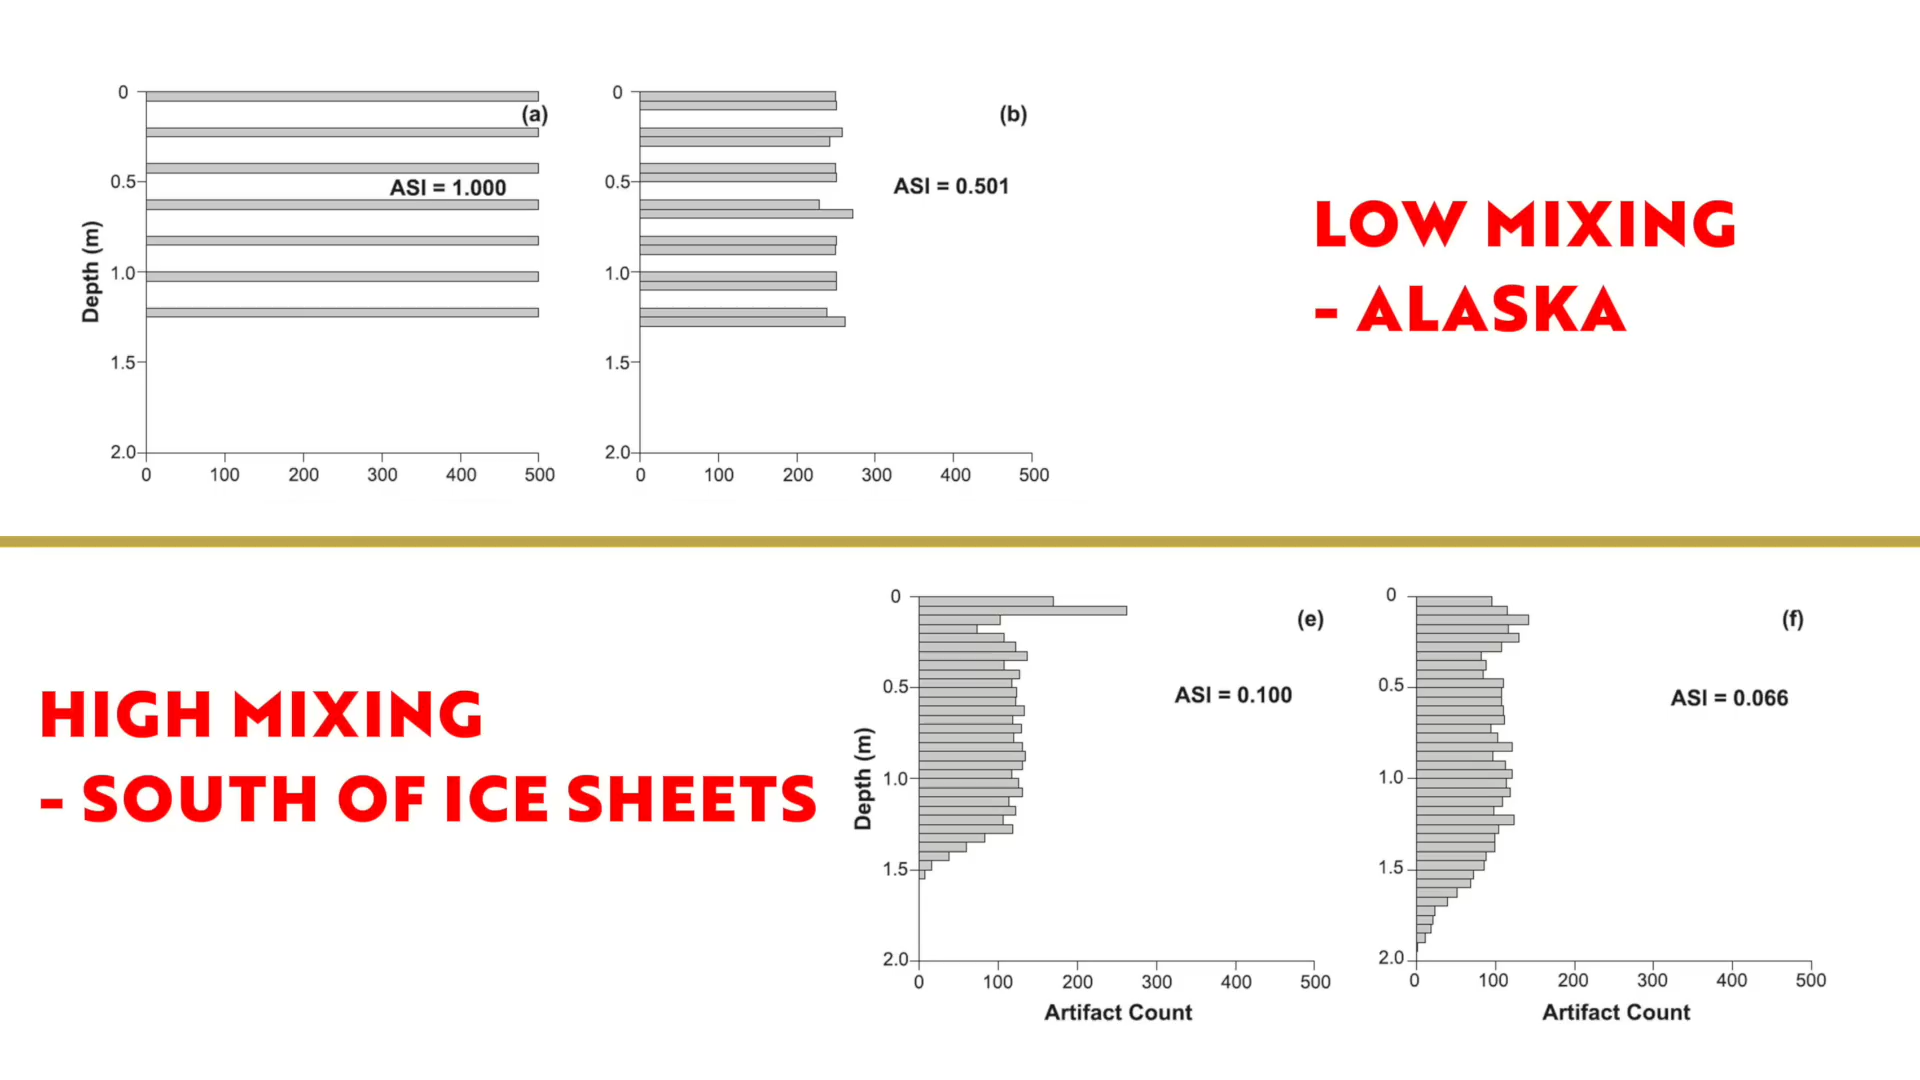 0
(a)
ASI = 1.000
0.5
Depth (m)
1.0
1.5
2.0
0 100 200 300 400 500
0
(b)
ASI = 0.501
0.5
1.0
1.5
2.0
0 100 200 300 400 500
LOW MIXING
- ALASKA
HIGH MIXING
- SOUTH OF ICE SHEETS
0
(e)
ASI = 0.100
0.5
Depth (m)
1.0
1.5
2.0
0 100 200 300 400 500
Artifact Count
0
(f)
ASI = 0.066
0.5
1.0
1.5
2.0
0 100 200 300 400 500
Artifact Count